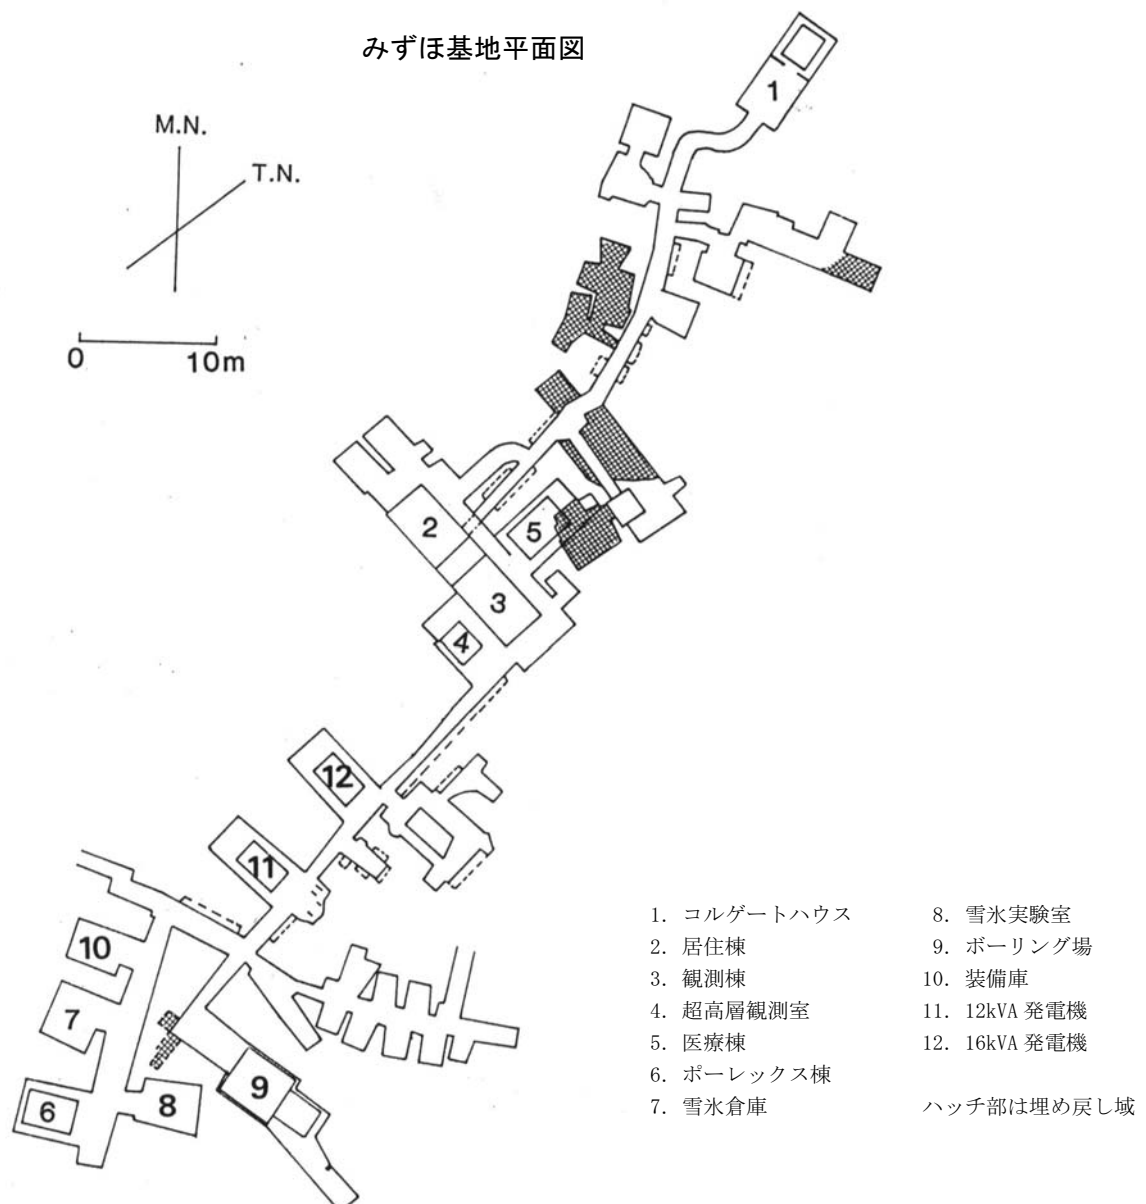 みずほ基地平面図
M.N.
T.N.
0 10m
1
2
5
3
4
12
11
10
7
9
8
6
1. コルゲートハウス
2. 居住棟
3. 観測棟
4. 超高層観測室
5. 医療棟
6. ポーレックス棟
7. 雪氷倉庫
8. 雪氷実験室
9. ボーリング場
10. 装備庫
11. 12kVA 発電機
12. 16kVA 発電機
ハッチ部は埋め戻し域